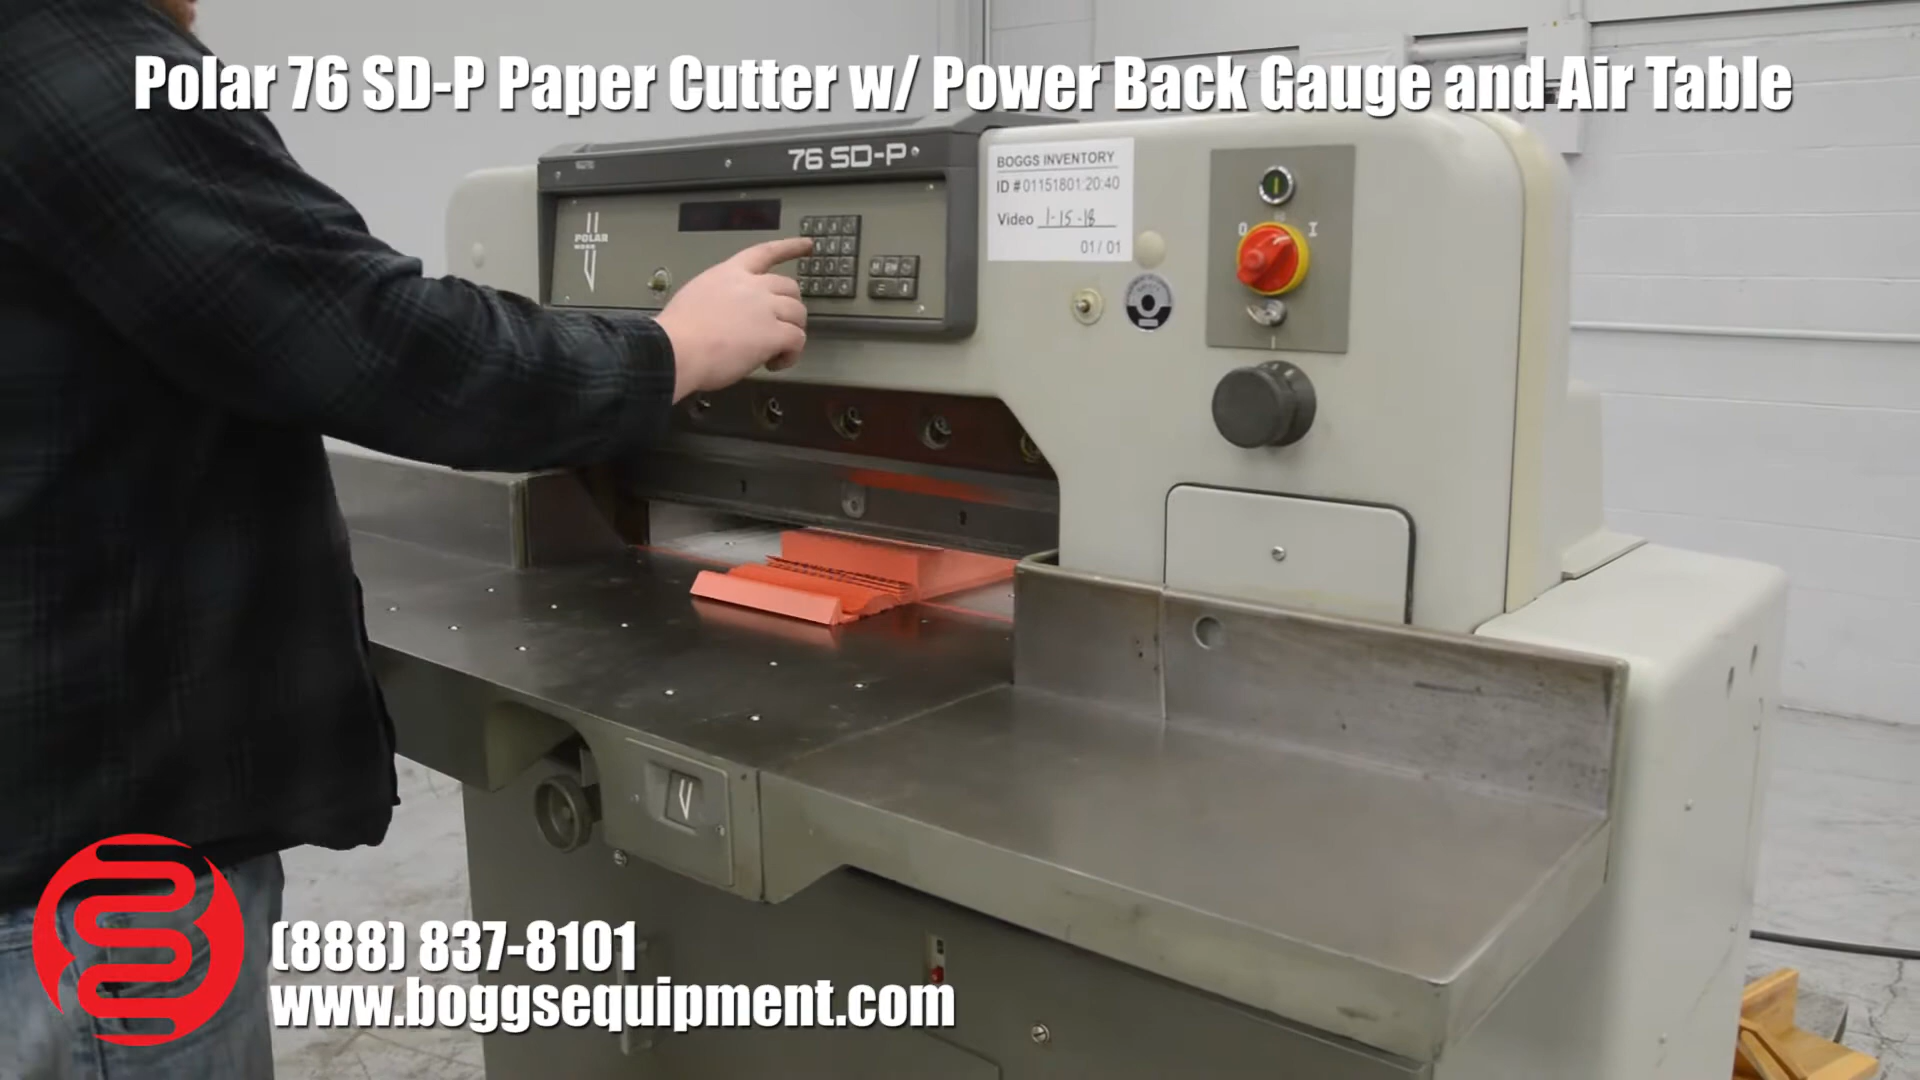 Polar 76 SD-P Paper Cutter w/ Power Back Gauge and Air Table
76 SD-P
POLAR
BOGGS INVENTORY
ID # 01151801:20:40
Video 1-15-18
01 / 01
O
I
(888) 837-8101
www.boggsequipment.com